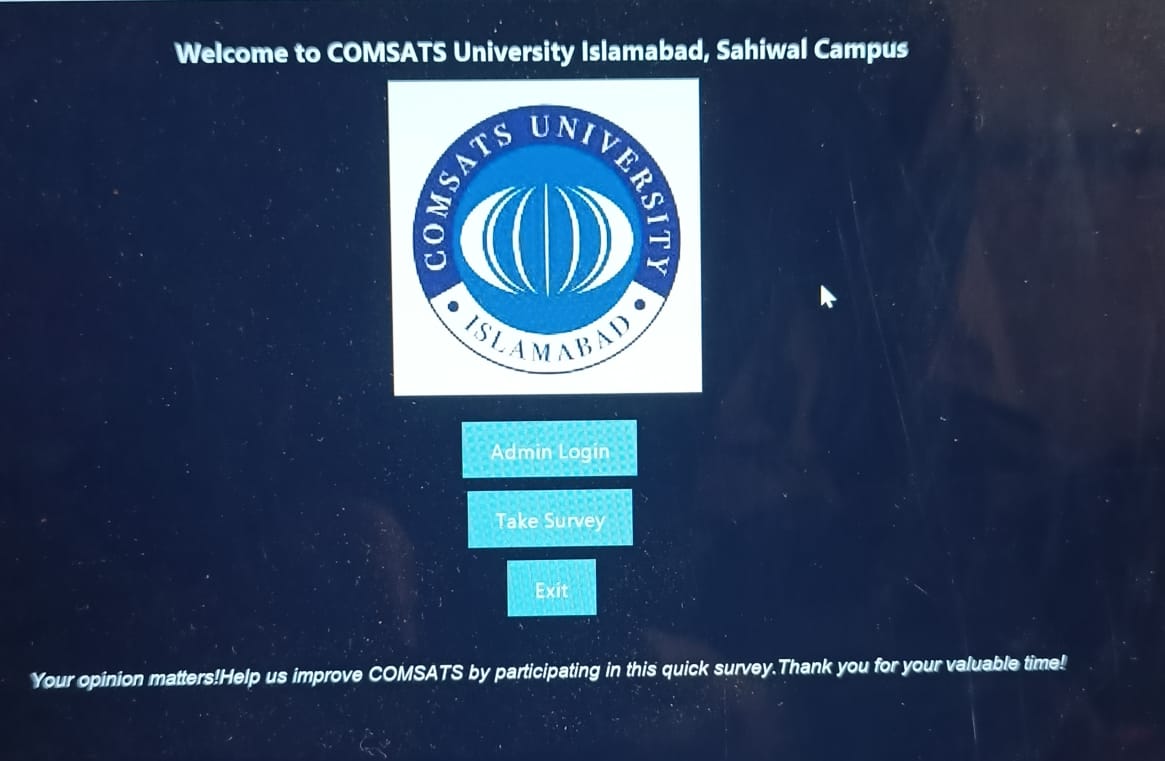 Welcome to COMSATS University Islamabad, Sahiwal Campus
COMSATS UNIVERSITY
ISLAMABAD
Admin Login
Take Survey
Exit
Your opinion matters!Help us improve COMSATS by participating in this quick survey.Thank you for your valuable time!